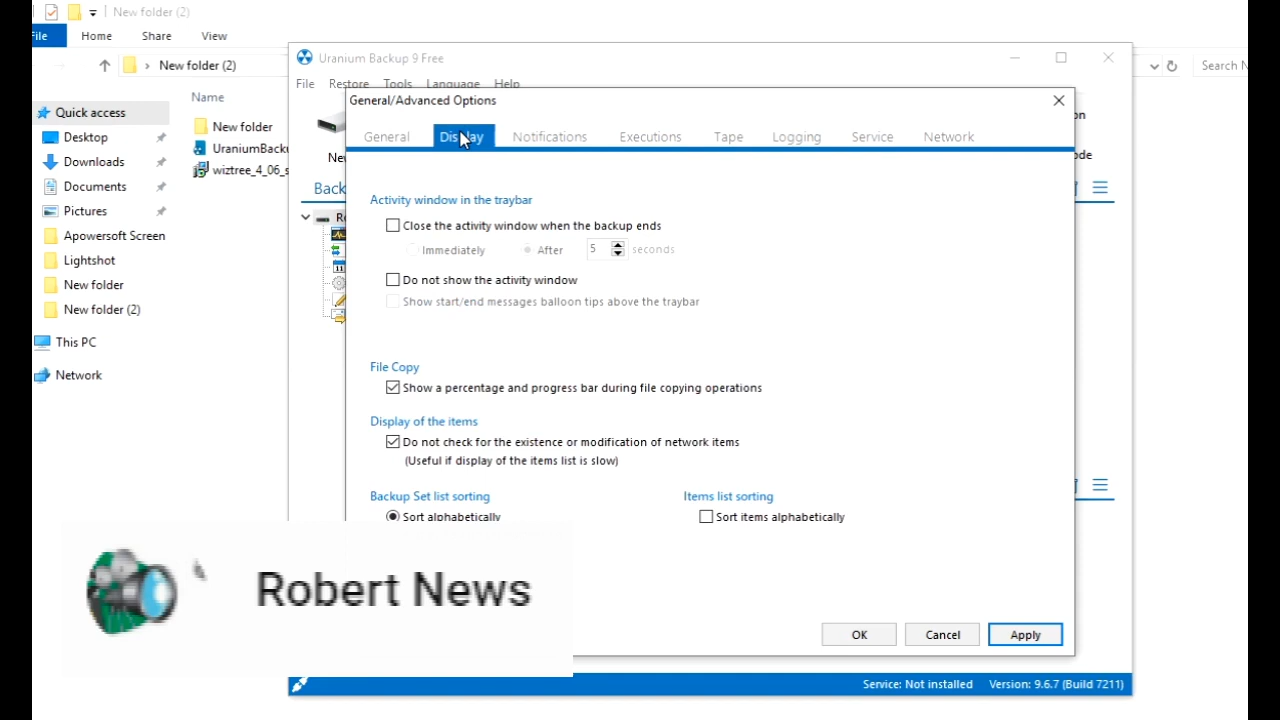 New folder (2)
File
Home
Share
View
New folder (2)
Search N
Quick access
Desktop
Downloads
Documents
Pictures
Apowersoft Screen
Lightshot
New folder
New folder (2)
This PC
Network
Name
New folder
UraniumBacku
wiztree_4_06_s
Uranium Backup 9 Free
File
Restore
Tools
Language
Help
General/Advanced Options
General
Display
Notifications
Executions
Tape
Logging
Service
Network
Activity window in the traybar
Close the activity window when the backup ends
Immediately
After
5
seconds
Do not show the activity window
Show start/end messages balloon tips above the traybar
File Copy
Show a percentage and progress bar during file copying operations
Display of the items
Do not check for the existence or modification of network items
(Useful if display of the items list is slow)
Backup Set list sorting
Items list sorting
Sort alphabetically
Sort items alphabetically
Robert News
OK
Cancel
Apply
Service: Not installed
Version: 9.6.7 (Build 7211)